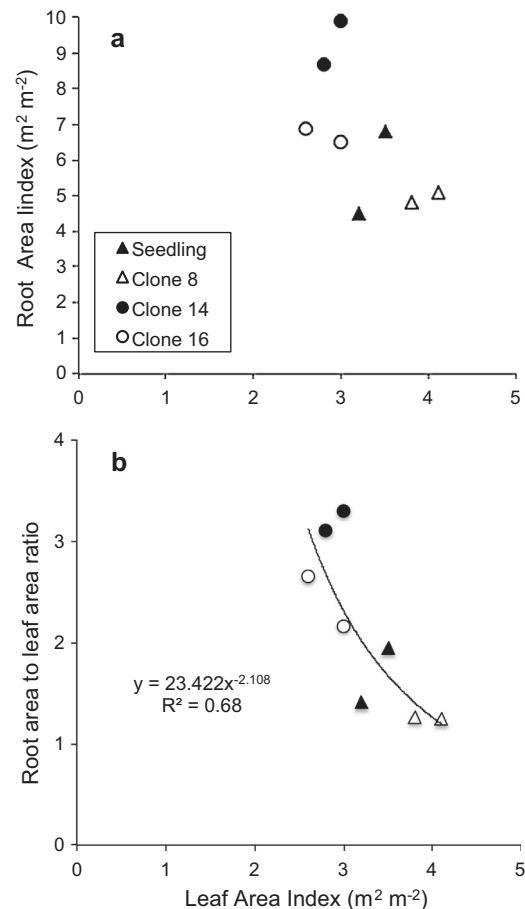 a
Root Area Iindex (m² m⁻²)
10
9
8
7
6
5
4
3
2
1
0
Seedling
Clone 8
Clone 14
Clone 16
0 1 2 3 4 5
b
Root area to leaf area ratio
4
3
2
1
0
y = 23.422x⁻²·¹⁰⁸
R² = 0.68
0 1 2 3 4 5
Leaf Area Index (m² m⁻²)